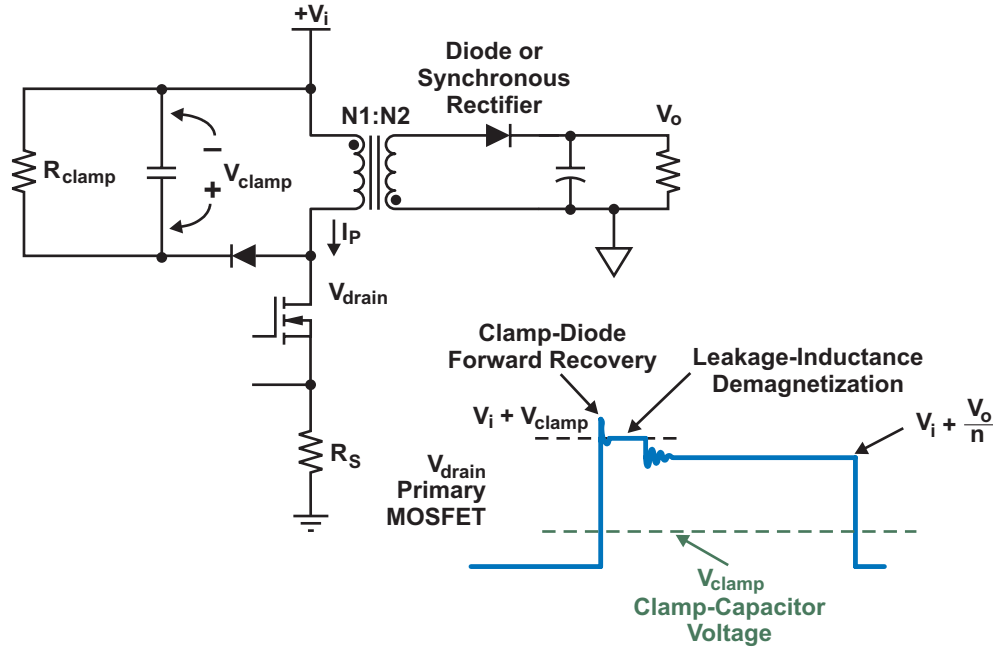 +Vi
Diode or
Synchronous
Rectifier
N1:N2
Vo
Rclamp
–
Vclamp
+
IP
Vdrain
Clamp-Diode
Forward Recovery
Leakage-Inductance
Demagnetization
Vi + Vclamp
Vi + Vo/n
RS
Vdrain
Primary
MOSFET
Vclamp
Clamp-Capacitor
Voltage